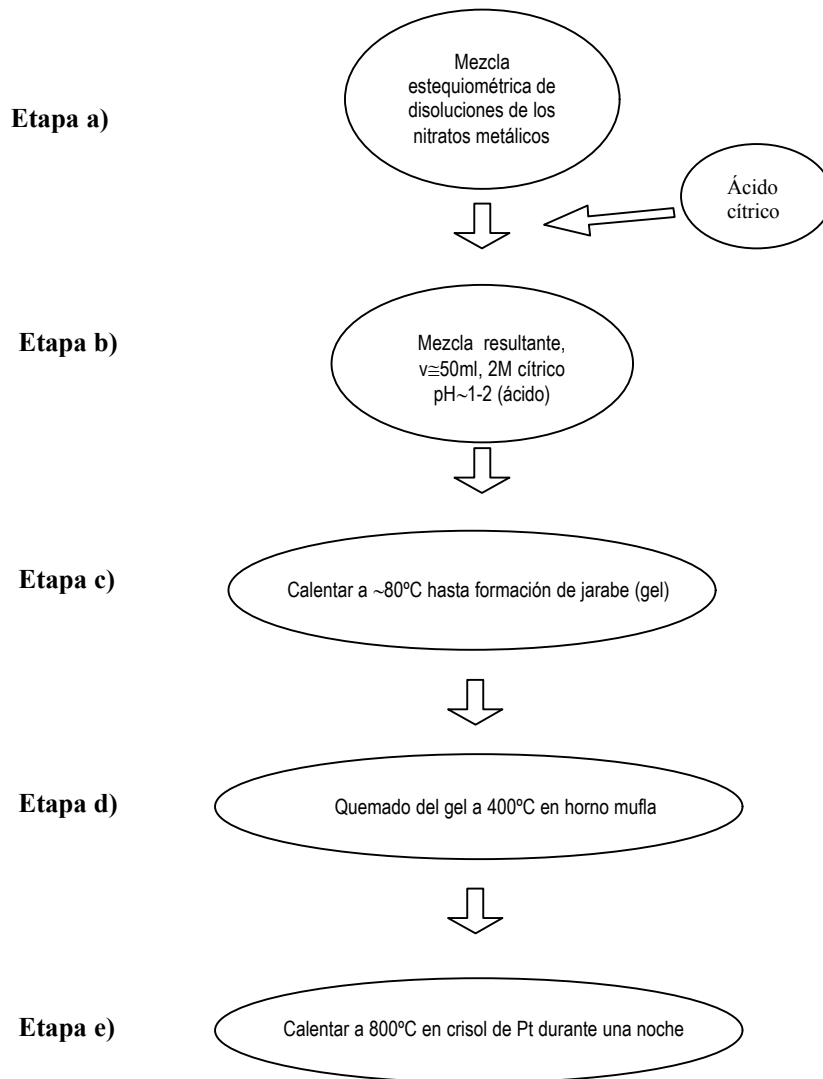 Mezcla
estequiométrica de
disoluciones de los
nitratos metálicos
Etapa a)
Ácido
cítrico
Etapa b)
Mezcla resultante,
v≅50ml, 2M cítrico
pH~1-2 (ácido)
Etapa c)
Calentar a ~80ºC hasta formación de jarabe (gel)
Etapa d)
Quemado del gel a 400ºC en horno mufla
Etapa e)
Calentar a 800ºC en crisol de Pt durante una noche